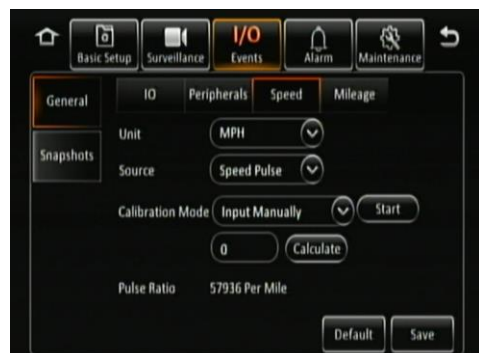 I/O
Basic Setup Surveillance Events Alarm Maintenance
General IO Peripherals Speed Mileage
Snapshots
Unit MPH
Source Speed Pulse
Calibration Mode Input Manually Start
0 Calculate
Pulse Ratio 57936 Per Mile
Default Save